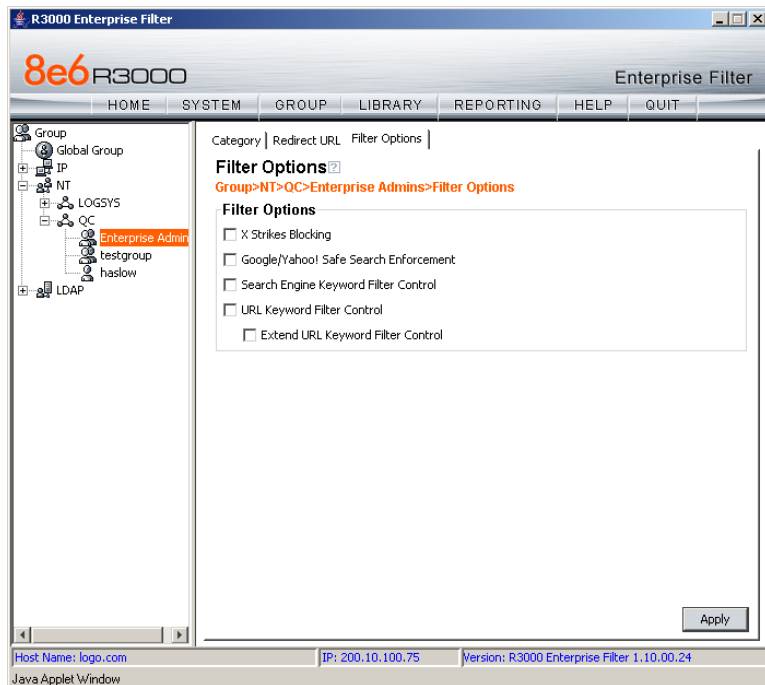 R3000 Enterprise Filter
8e6 R3000
Enterprise Filter
HOME SYSTEM GROUP LIBRARY REPORTING HELP QUIT
Group
Global Group
IP
NT
LOGSYS
QC
Enterprise Admin
testgroup
haslow
LDAP
Category Redirect URL Filter Options
Filter Options?
Group>NT>QC>Enterprise Admins>Filter Options
Filter Options
X Strikes Blocking
Google/Yahoo! Safe Search Enforcement
Search Engine Keyword Filter Control
URL Keyword Filter Control
Extend URL Keyword Filter Control
Apply
Host Name: logo.com IP: 200.10.100.75 Version: R3000 Enterprise Filter 1.10.00.24
Java Applet Window